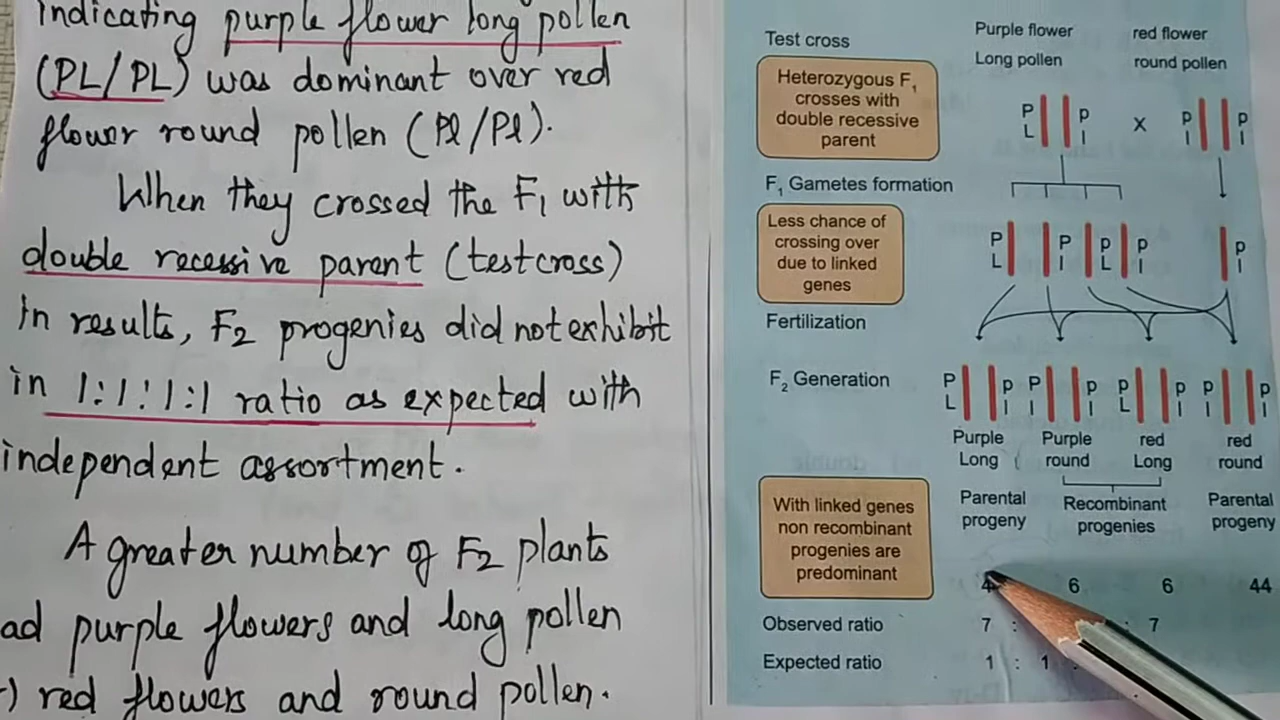 indicating purple flower long pollen
(PL/PL) was dominant over red
flower round pollen (Pl/Pl).
When they crossed the F1 with
double recessive parent (testcross)
in results, F2 progenies did not exhibit
in 1:1:1:1 ratio as expected with
independent assortment.
A greater number of F2 plants
ad purple flowers and long pollen
red flowers and round pollen.
Test cross
Purple flower
Long pollen
red flower
round pollen
Heterozygous F1
crosses with
double recessive
parent
P p x p p
L l l l
F1 Gametes formation
Less chance of
crossing over
due to linked
genes
P P p p p
L l L l l
Fertilization
F2 Generation
P p P p p p p p
L l l l L l l l
Purple
Long
Purple
round
red
Long
red
round
Parental
progeny
Recombinant
progenies
Parental
progeny
With linked genes
non recombinant
progenies are
predominant
6 6 44
Observed ratio 7 : : 7
Expected ratio 1 : 1